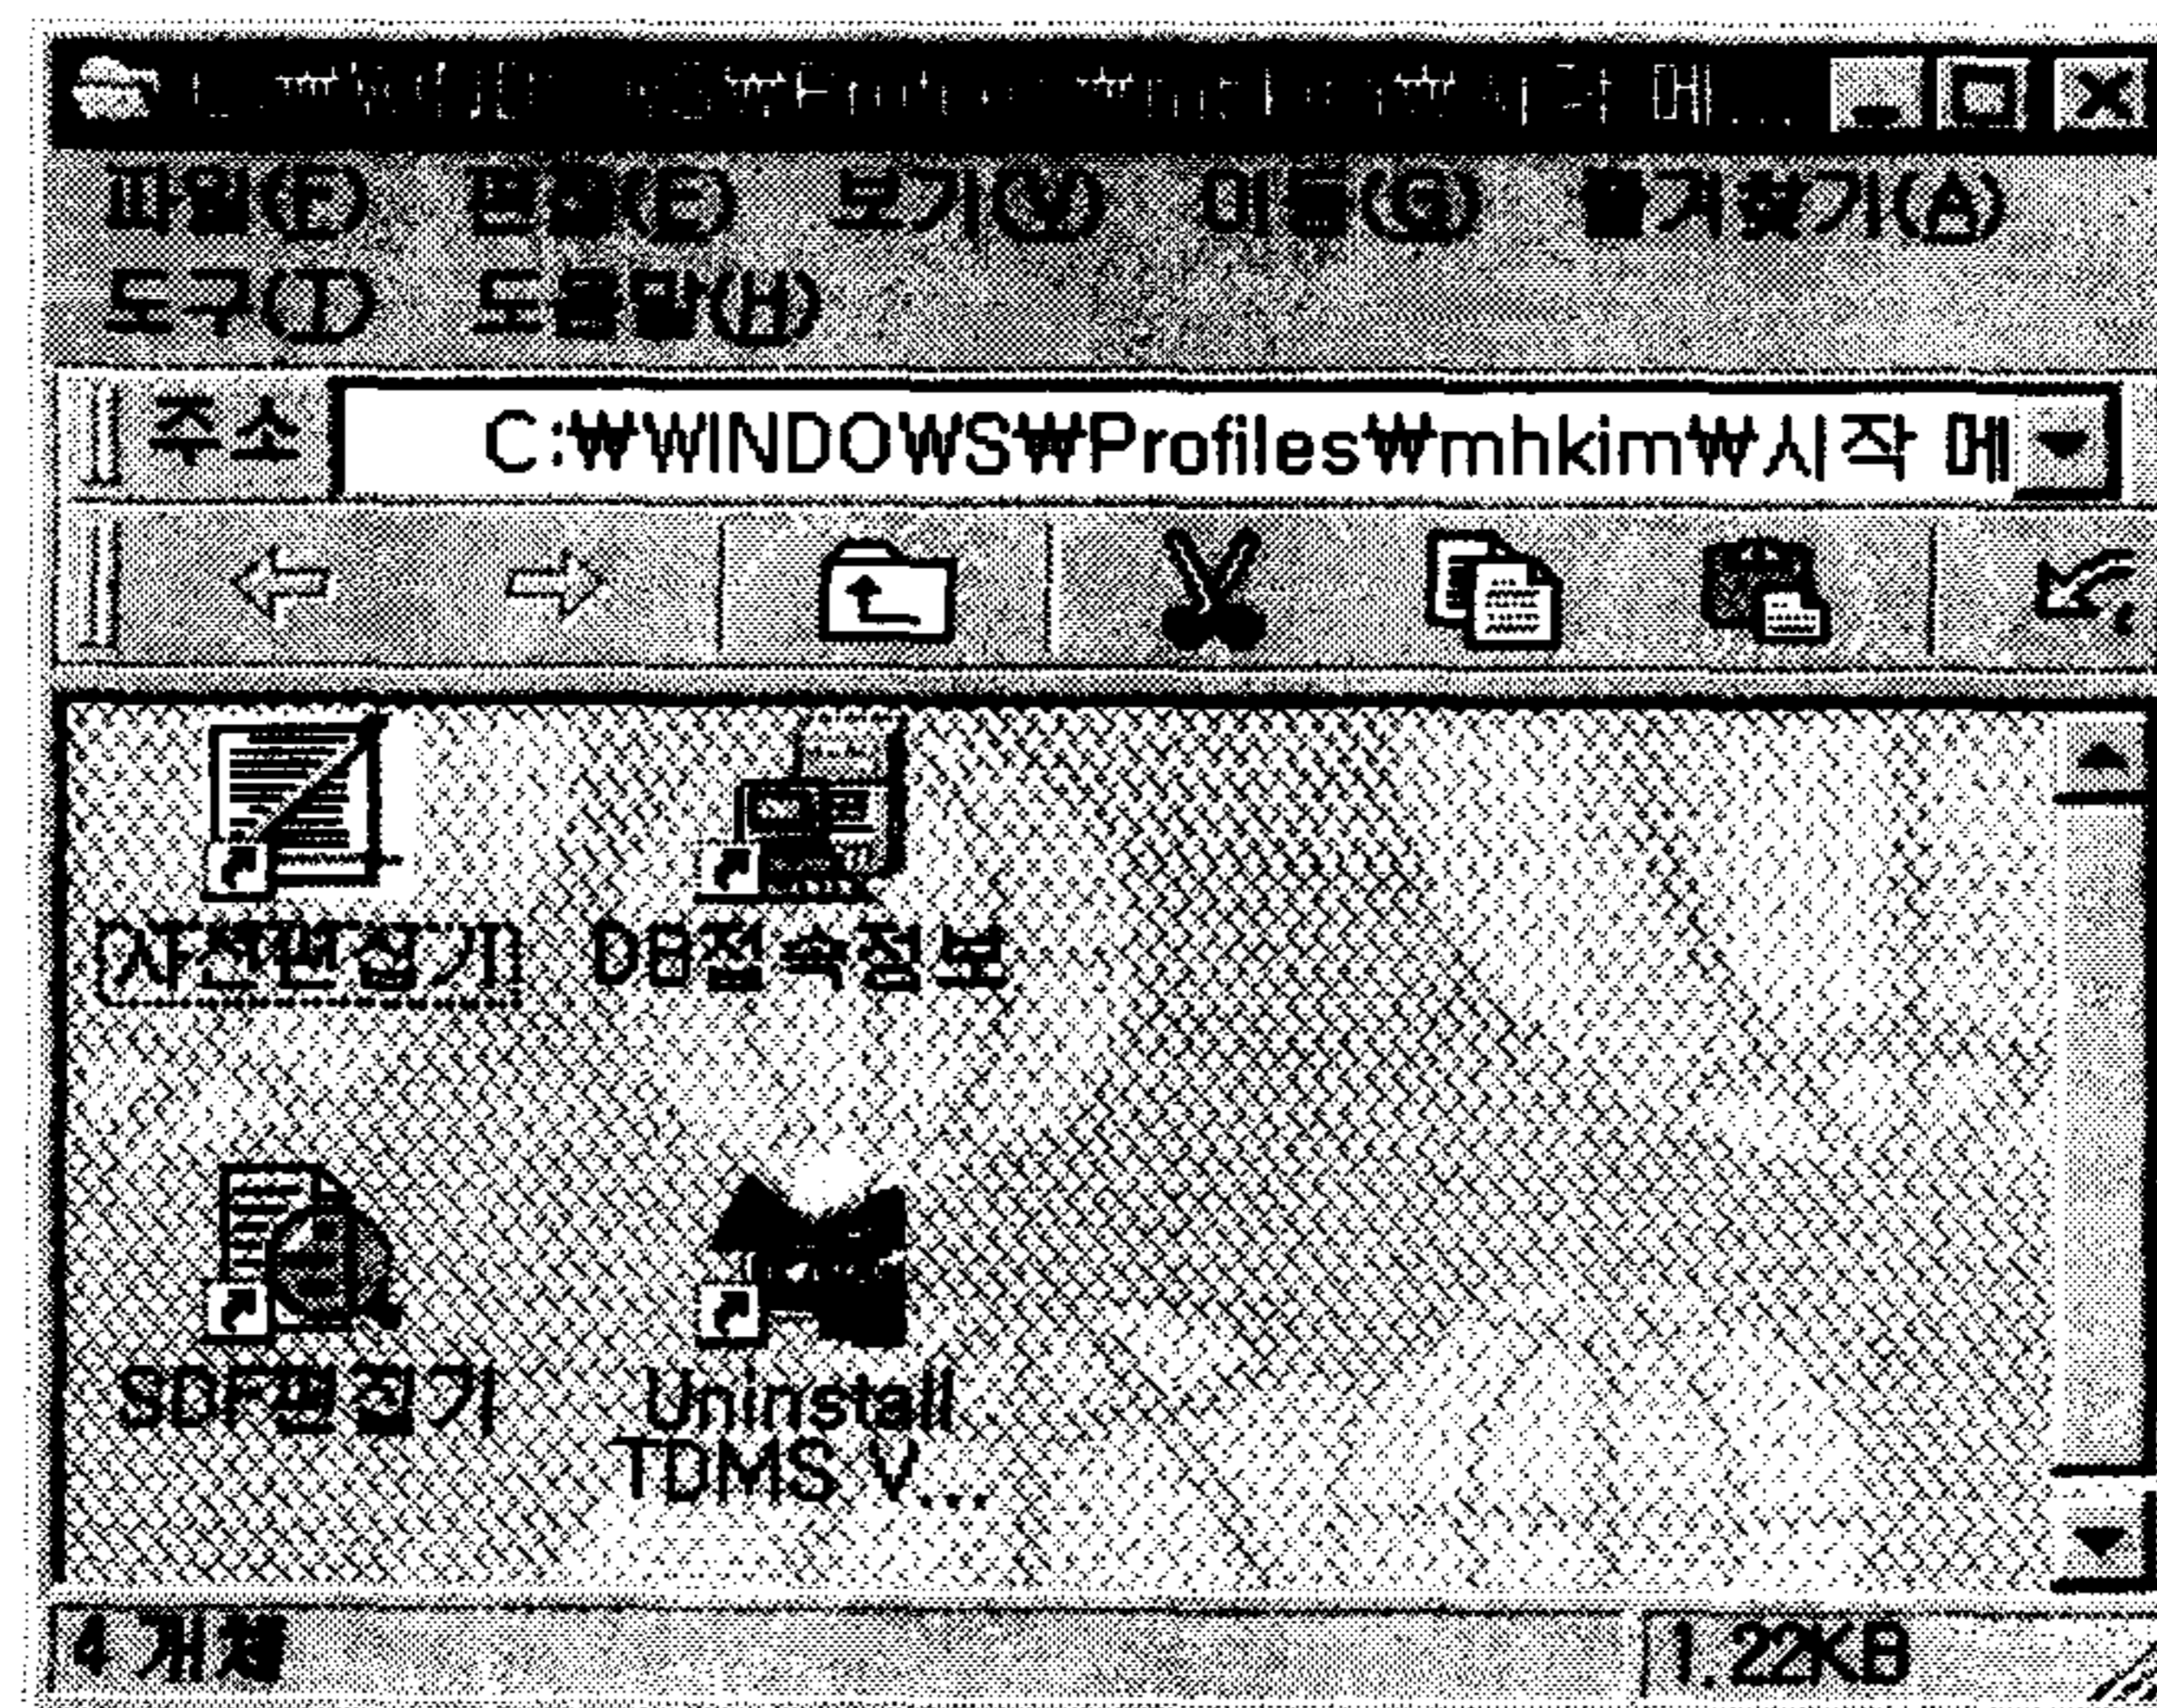 파일(F) 편집(E) 보기(V) 이동(G) 즐겨찾기(A)
도구(T) 도움말(H)
주소 C:₩WINDOWS₩Profiles₩mhkim₩시작 메
사전편집기 DB접속정보
SDF편집기 Uninstall
TDMS V...
4 개체 1.22KB